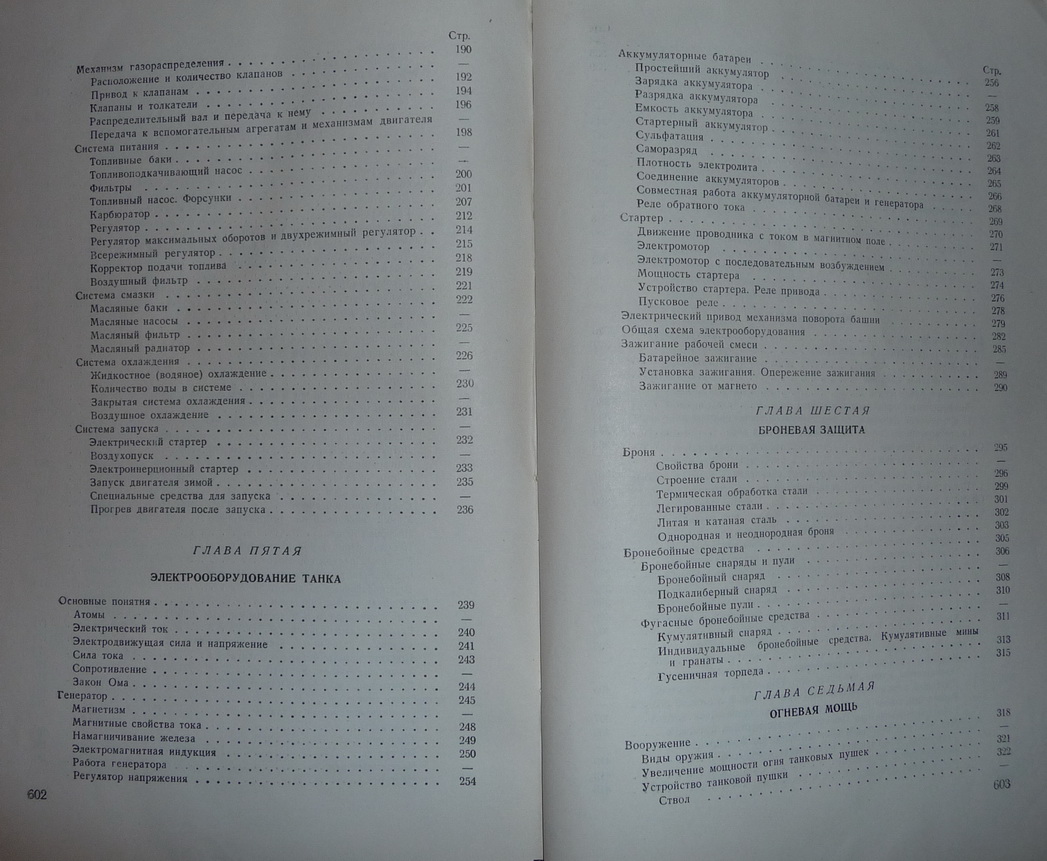 Стр.
Механизм газораспределения . . . 190
Расположение и количество клапанов . . . —
Привод к клапанам . . . 192
Клапаны и толкатели . . . 194
Распределительный вал и передача к нему . . . 196
Передача к вспомогательным агрегатам и механизмам двигателя —
Система питания . . . 198
Топливные баки . . . —
Топливоподкачивающий насос . . . —
Фильтры . . . 200
Топливный насос. Форсунки . . . 201
Карбюратор . . . 207
Регулятор . . . 212
Регулятор максимальных оборотов и двухрежимный регулятор . . 214
Всережимный регулятор . . . 215
Корректор подачи топлива . . . 218
Воздушный фильтр . . . 219
Система смазки . . . 221
Масляные баки . . . 222
Масляные насосы . . . —
Масляный фильтр . . . 225
Масляный радиатор . . . —
Система охлаждения . . . 226
Жидкостное (водяное) охлаждение . . . —
Количество воды в системе . . . 230
Закрытая система охлаждения . . . —
Воздушное охлаждение . . . 231
Система запуска . . . —
Электрический стартер . . . 232
Воздухопуск . . . —
Электроинерционный стартер . . . 233
Запуск двигателя зимой . . . 235
Специальные средства для запуска . . . —
Прогрев двигателя после запуска . . . 236
ГЛАВА ПЯТАЯ
ЭЛЕКТРООБОРУДОВАНИЕ ТАНКА
Основные понятия . . . 239
Атомы . . . —
Электрический ток . . . 240
Электродвижущая сила и напряжение . . . 241
Сила тока . . . 243
Сопротивление . . . —
Закон Ома . . . 244
Генератор . . . 245
Магнетизм . . . —
Магнитные свойства тока . . . 248
Намагничивание железа . . . 249
Электромагнитная индукция . . . 250
Работа генератора . . . —
Регулятор напряжения . . . 254
602
Стр.
Аккумуляторные батареи . . . 256
Простейший аккумулятор . . . —
Зарядка аккумулятора . . . 258
Разрядка аккумулятора . . . 259
Емкость аккумулятора . . . 261
Стартерный аккумулятор . . . 262
Сульфатация . . . 263
Саморазряд . . . 264
Плотность электролита . . . 265
Соединение аккумуляторов . . . 266
Совместная работа аккумуляторной батареи и генератора . . . 268
Реле обратного тока . . . 269
Стартер . . . 270
Движение проводника с током в магнитном поле . . . 271
Электромотор . . . —
Электромотор с последовательным возбуждением . . . 273
Мощность стартера . . . 274
Устройство стартера. Реле привода . . . 276
Пусковое реле . . . 278
Электрический привод механизма поворота башни . . . 279
Общая схема электрооборудования . . . 282
Зажигание рабочей смеси . . . 285
Батарейное зажигание . . . —
Установка зажигания. Опережение зажигания . . . 289
Зажигание от магнето . . . 290
ГЛАВА ШЕСТАЯ
БРОНЕВАЯ ЗАЩИТА
Броня . . . 295
Свойства брони . . . —
Строение стали . . . 296
Термическая обработка стали . . . 299
Легированные стали . . . 301
Литая и катаная сталь . . . 302
Однородная и неоднородная броня . . . 303
Бронебойные средства . . . 305
Бронебойные снаряды и пули . . . 306
Бронебойный снаряд . . . —
Подкалиберный снаряд . . . 308
Бронебойные пули . . . 310
Фугасные бронебойные средства . . . —
Кумулятивный снаряд . . . 311
Индивидуальные бронебойные средства. Кумулятивные мины
и гранаты . . . 313
Гусеничная торпеда . . . 315
ГЛАВА СЕДЬМАЯ
ОГНЕВАЯ МОЩЬ
Вооружение . . . 318
Виды оружия . . . —
Увеличение мощности огня танковых пушек . . . 321
Устройство танковой пушки . . . 322
Ствол . . . —
603